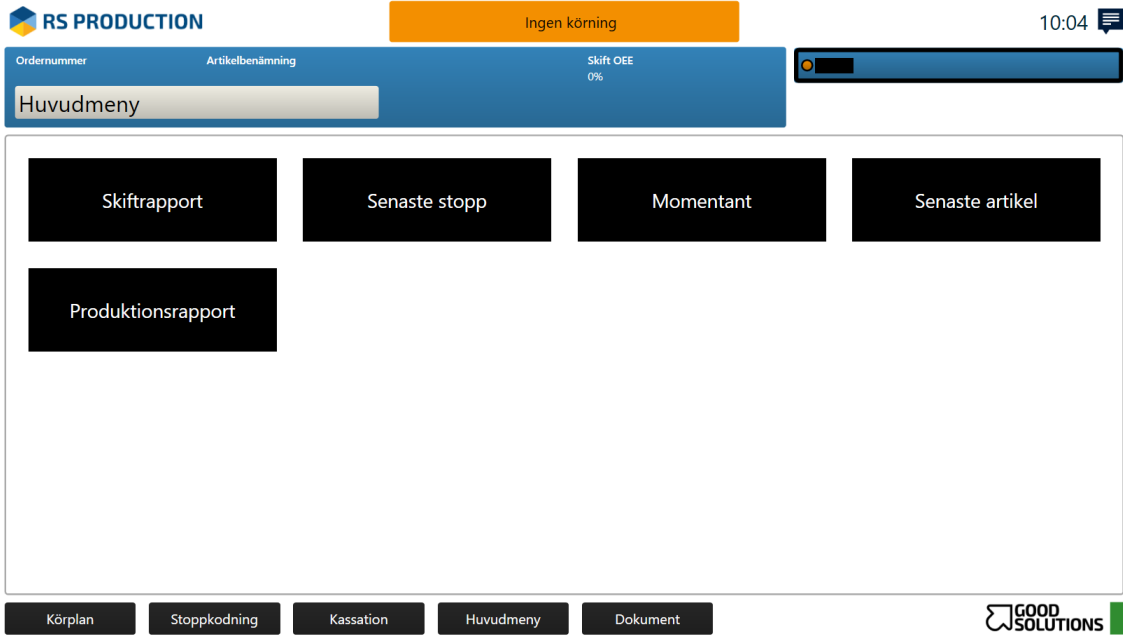 RS PRODUCTION
Ingen körning
10:04
Ordernummer
Artikelbenämning
Skift OEE
0%
Huvudmeny
Skiftrapport
Senaste stopp
Momentant
Senaste artikel
Produktionsrapport
Körplan
Stoppkodning
Kassation
Huvudmeny
Dokument
GOOD
SOLUTIONS